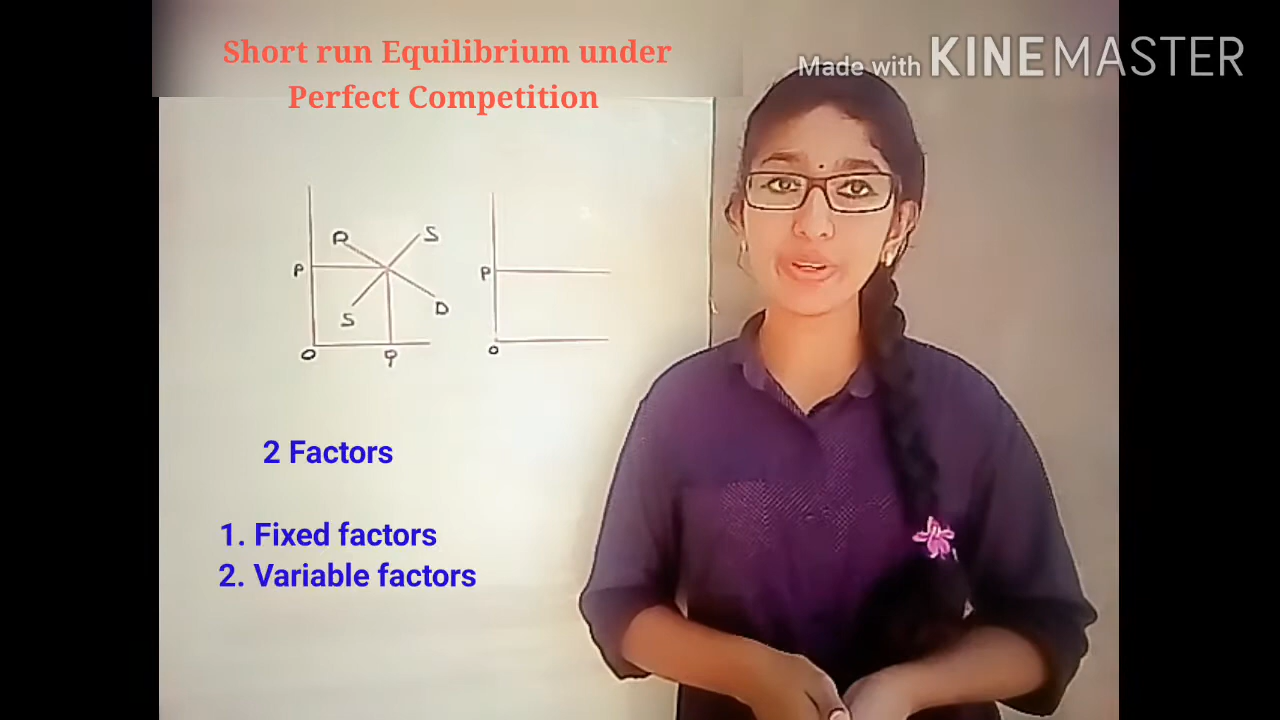 Short run Equilibrium under
Perfect Competition
Made with KINEMASTER
D
S
P
S
D
O
Q
P
O
2 Factors
1. Fixed factors
2. Variable factors